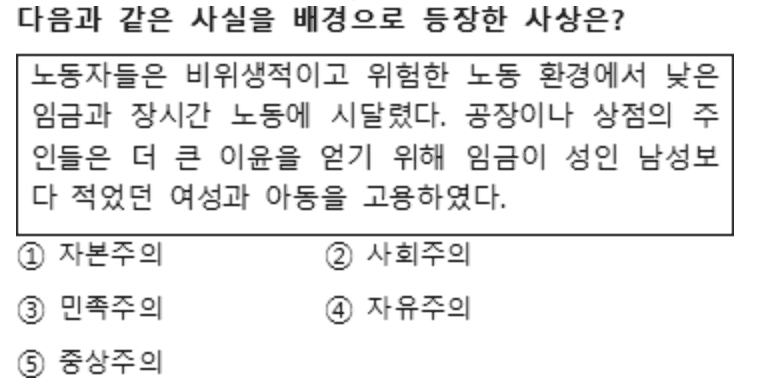 다음과 같은 사실을 배경으로 등장한 사상은?
노동자들은 비위생적이고 위험한 노동 환경에서 낮은
임금과 장시간 노동에 시달렸다. 공장이나 상점의 주
인들은 더 큰 이윤을 얻기 위해 임금이 성인 남성보
다 적었던 여성과 아동을 고용하였다.
① 자본주의 ② 사회주의
③ 민족주의 ④ 자유주의
⑤ 중상주의